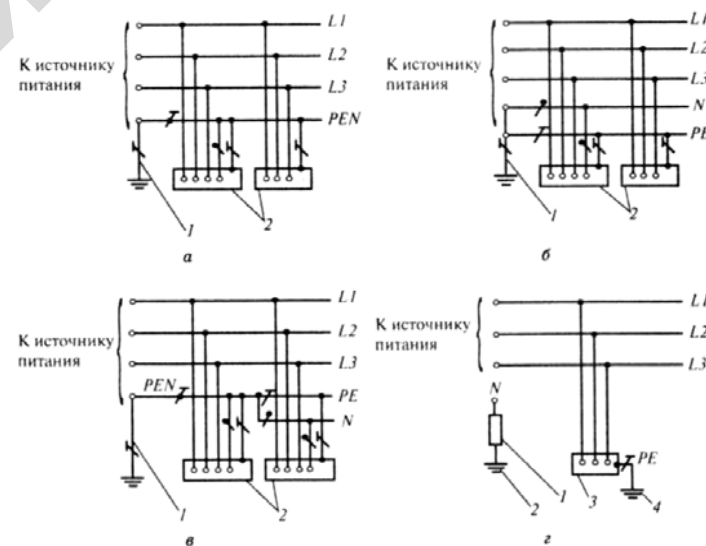 К источнику
питания
L1
L2
L3
PEN
1
2
а
К источнику
питания
L1
L2
L3
N
PE
1
2
б
К источнику
питания
L1
L2
L3
PEN
PE
N
1
2
в
К источнику
питания
L1
L2
L3
N
PE
2
1
3
4
г